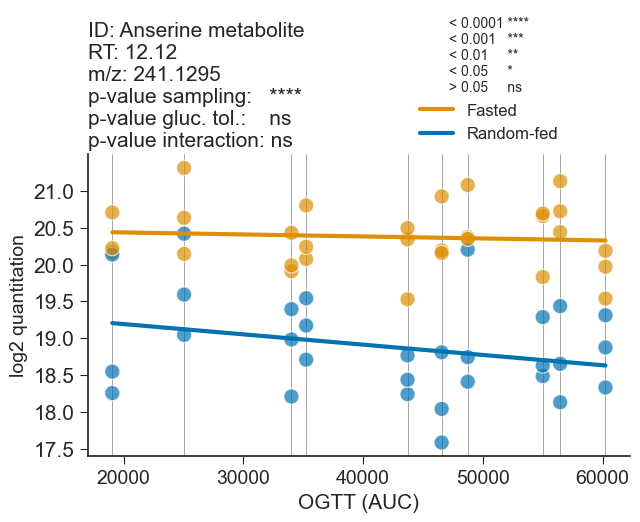 ID: Anserine metabolite
RT: 12.12
m/z: 241.1295
p-value sampling: ****
p-value gluc. tol.: ns
p-value interaction: ns
< 0.0001 ****
< 0.001 ***
< 0.01 **
< 0.05 *
> 0.05 ns
Fasted
Random-fed
log2 quantitation
21.0
20.5
20.0
19.5
19.0
18.5
18.0
17.5
20000 30000 40000 50000 60000
OGTT (AUC)